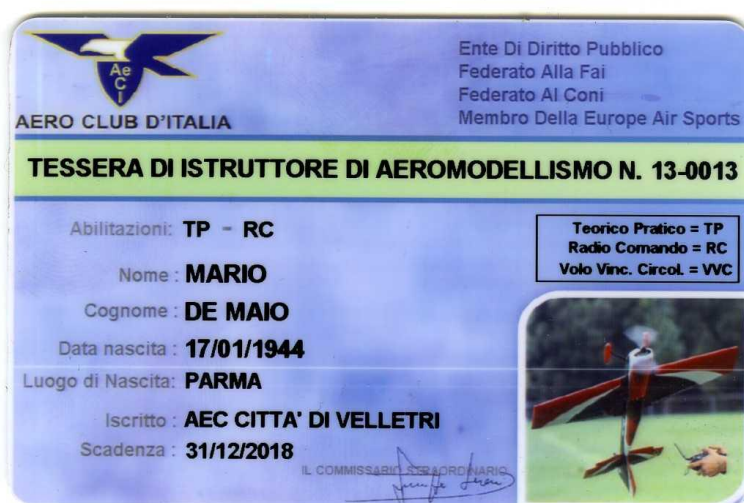 Ae
C
I
AERO CLUB D'ITALIA
Ente Di Diritto Pubblico
Federato Alla Fai
Federato Al Coni
Membro Della Europe Air Sports
TESSERA DI ISTRUTTORE DI AEROMODELLISMO N. 13-0013
Abilitazioni: TP - RC
Teorico Pratico = TP
Radio Comando = RC
Volo Vinc. Circol. = VVC
Nome : MARIO
Cognome : DE MAIO
Data nascita : 17/01/1944
Luogo di Nascita: PARMA
Iscritto : AEC CITTA' DI VELLETRI
Scadenza : 31/12/2018
IL COMMISSARIO STRAORDINARIO